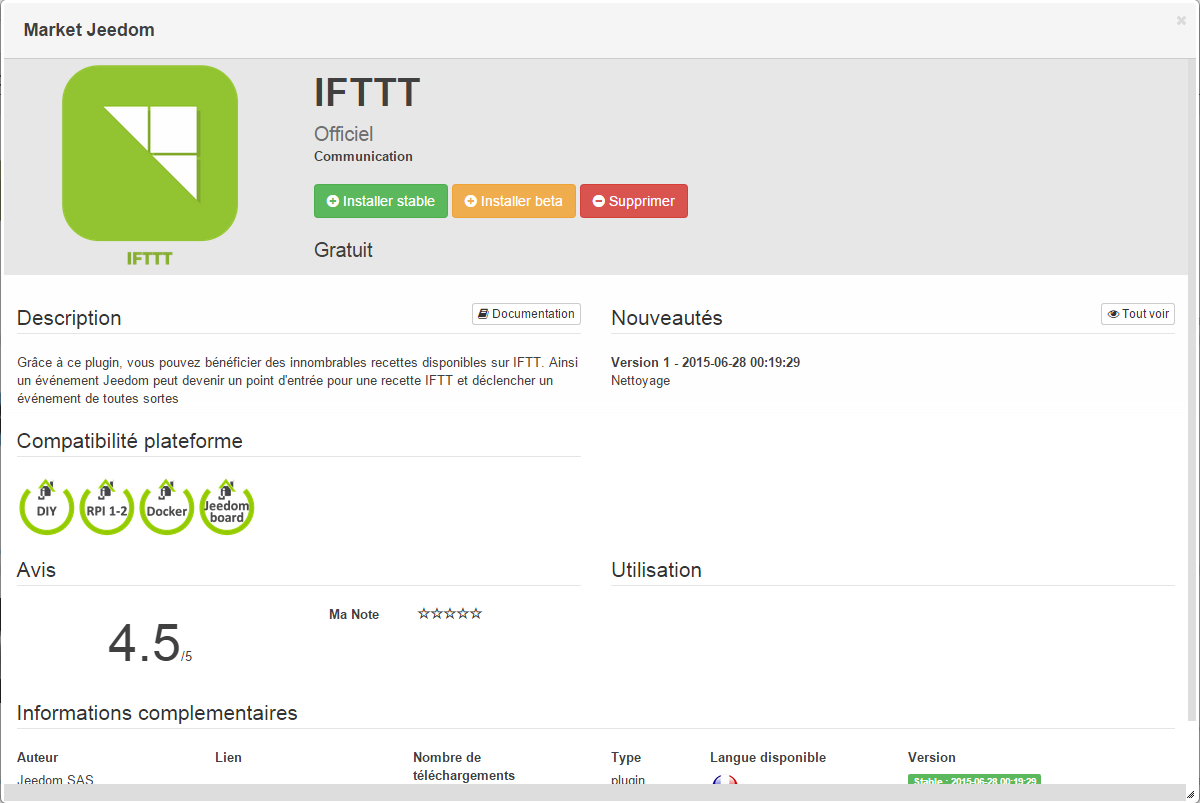 Market Jeedom
×
IFTTT
IFTTT
Officiel
Communication
Installer stable
Installer beta
Supprimer
Gratuit
Description
Documentation
Grâce à ce plugin, vous pouvez bénéficier des innombrables recettes disponibles sur IFTT. Ainsi
un événement Jeedom peut devenir un point d'entrée pour une recette IFTT et déclencher un
événement de toutes sortes
Nouveautés
Tout voir
Version 1 - 2015-06-28 00:19:29
Nettoyage
Compatibilité plateforme
DIY
RPI 1-2
Docker
Jeedom
board
Avis
4.5/5
Ma Note
Utilisation
Informations complementaires
Auteur
Jeedom SAS
Lien
Nombre de
téléchargements
Type
plugin
Langue disponible
Version
Stable : 2015-06-28 00:19:29